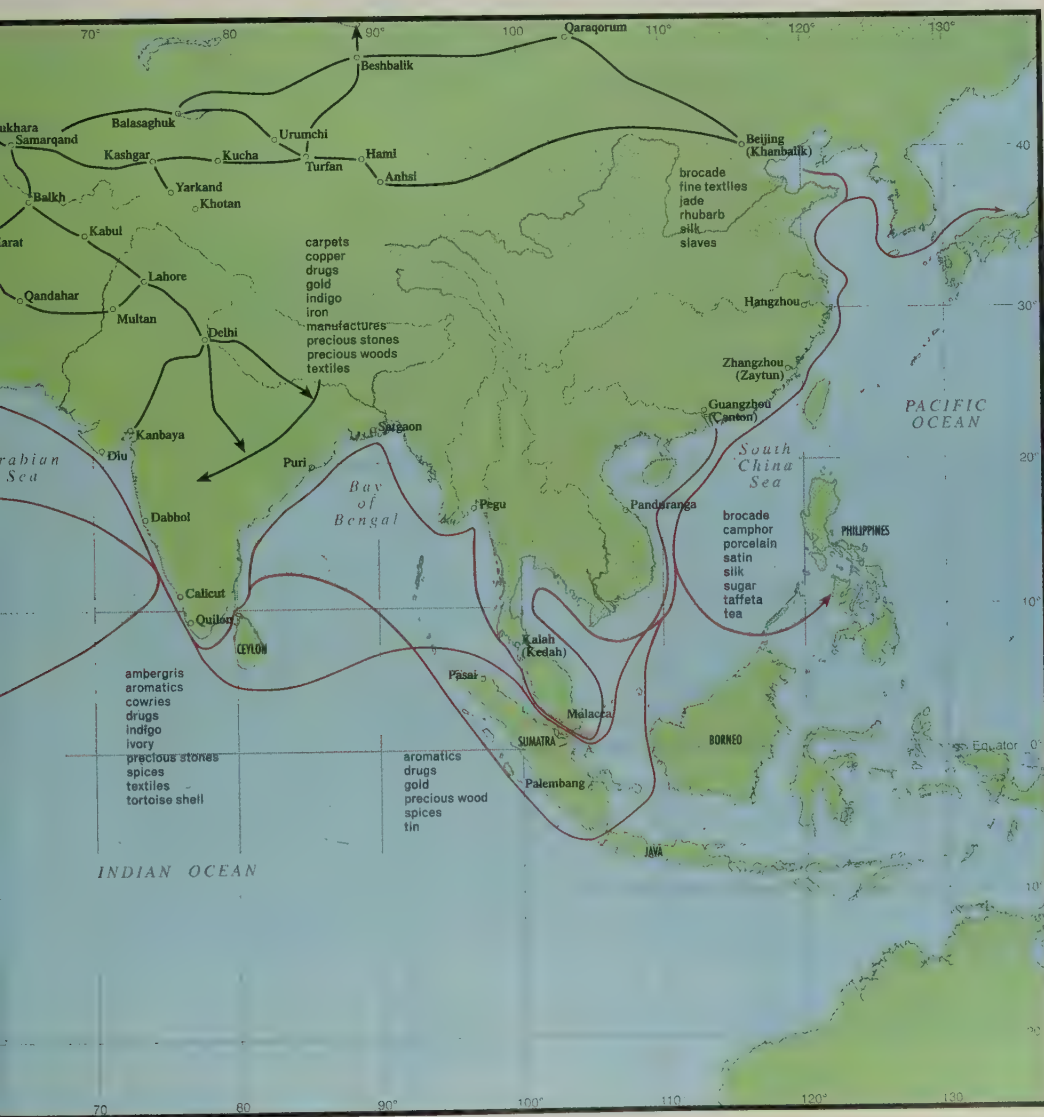 70°
90°
100
110°
120°
130°
Qaraqorum
Beshbalik
Balasaghuk
Urumchi
ukhara
Samarqand
Beijing
(Khanbalik)
40
Kashgar
Kucha
Turfan
Hami
Anhsi
Yarkand
Khotan
Balkh
brocade
fine textiles
jade
rhubarb
silk
slaves
Kabul
arat
carpets
copper
drugs
gold
indigo
iron
manufactures
precious stones
precious woods
textiles
Lahore
Qandahar
Multan
Delhi
Hangzhou
30°
Zhangzhou
(Zaytun)
Guangzhou
(Canton)
PACIFIC
OCEAN
Kanbaya
Satgaon
Diu
Puri
rabian
Sea
Bay
of
Bengal
South
China
Sea
20°
Dabhol
Pegu
Panduranga
brocade
camphor
porcelain
satin
silk
sugar
taffeta
tea
PHILIPPINES
Calicut
Quilon
CEYLON
10°
Kalah
(Kedah)
Pasai
ambergris
aromatics
cowries
drugs
indigo
ivory
precious stones
spices
textiles
tortoise shell
Malacca
SUMATRA
BORNEO
Equator 0°
aromatics
drugs
gold
precious wood
spices
tin
Palembang
JAVA
INDIAN OCEAN
10°
70
80
90°
100°
110°
120°
130